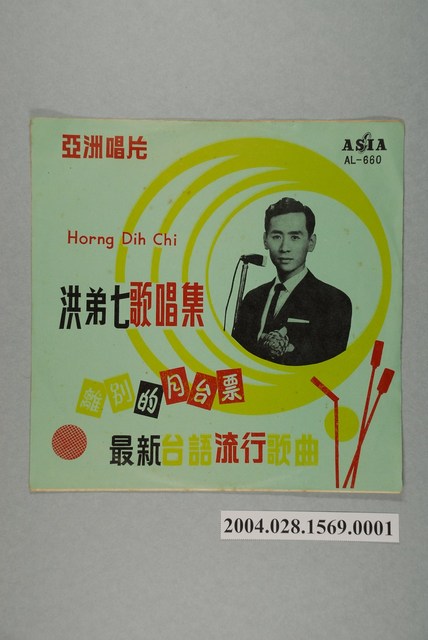 亞洲唱片
ASIA
AL-660
Horng Dih Chi
洪弟七歌唱集
離別的月台票
最新台語流行歌曲
2004.028.1569.0001